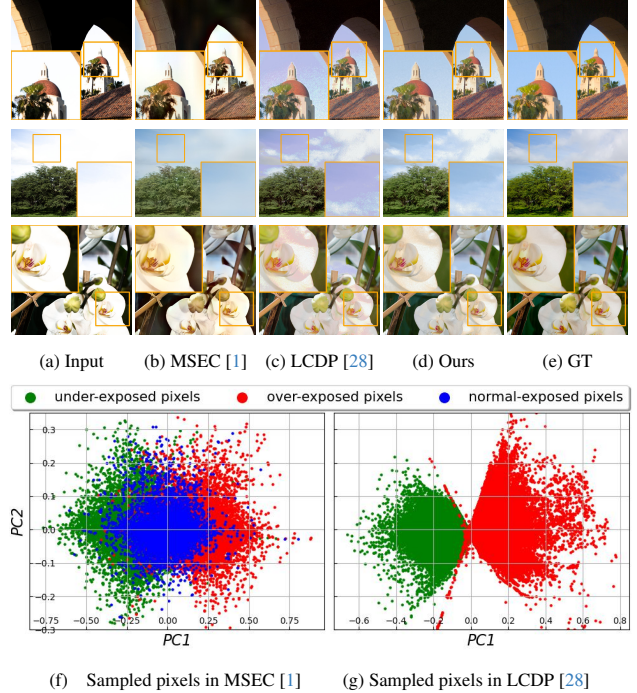 (a) Input (b) MSEC [1] (c) LCDP [28] (d) Ours (e) GT
under-exposed pixels over-exposed pixels normal-exposed pixels
0.3
0.2
0.1
0.0
-0.1
-0.2
-0.3
PC2
-0.75 -0.50 -0.25 0.00 0.25 0.50 0.75
-0.6 -0.4 -0.2 0.0 0.2 0.4 0.6 0.8
PC1 PC1
(f) Sampled pixels in MSEC [1] (g) Sampled pixels in LCDP [28]